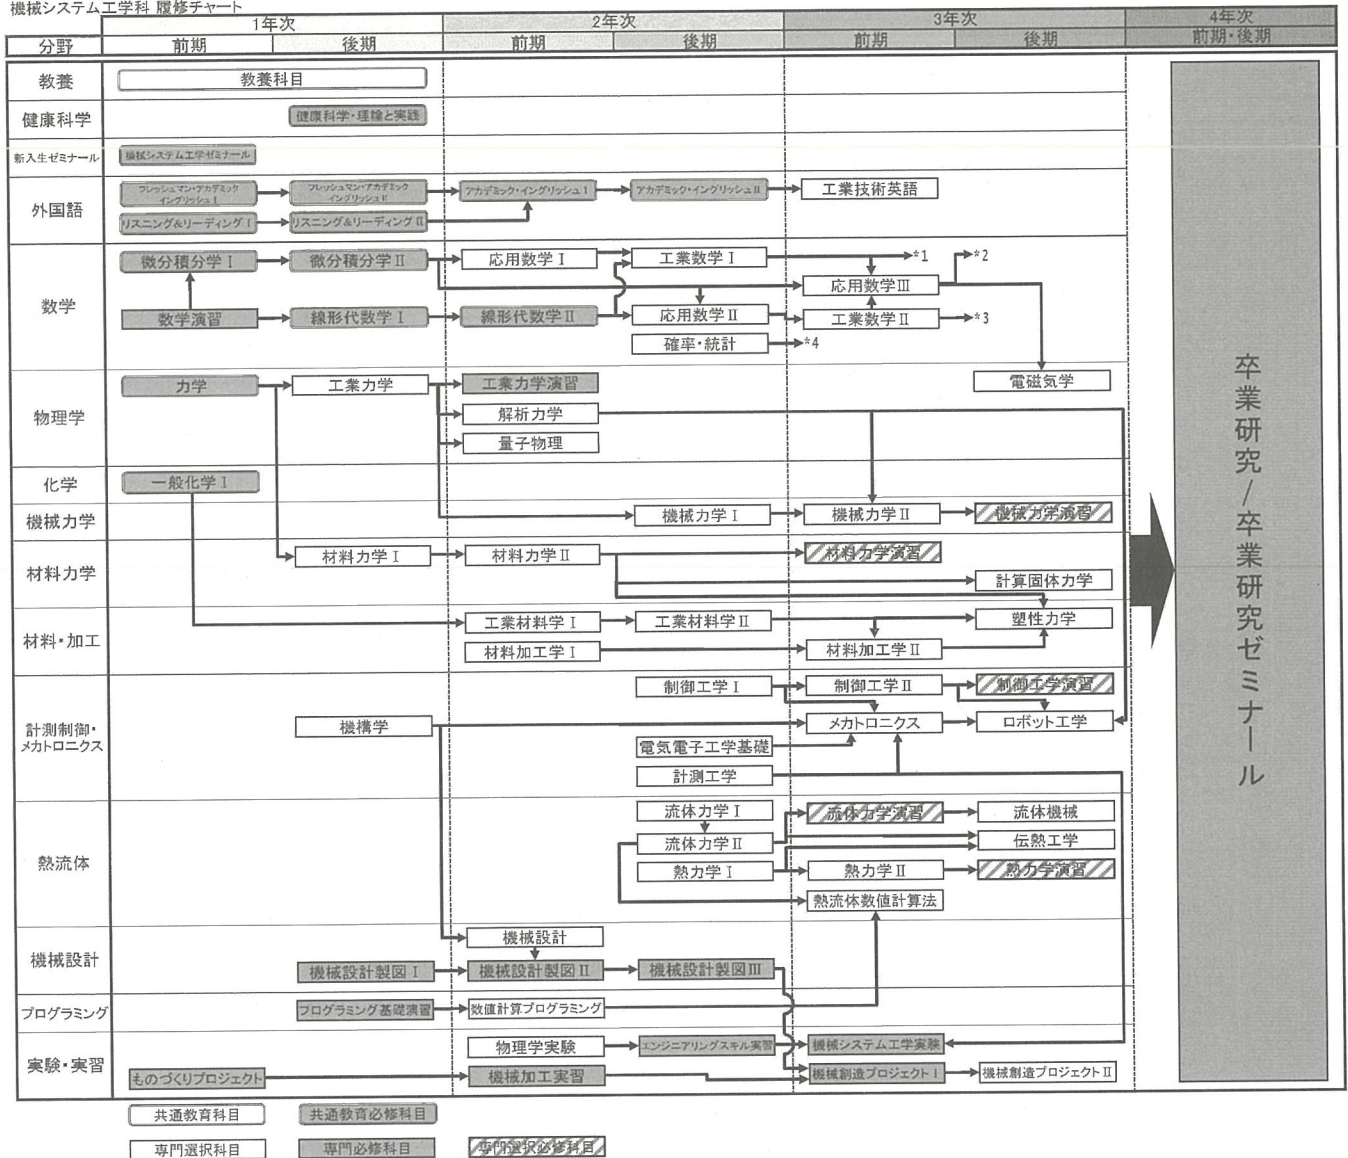 機械システム工学科 履修チャート
1年次 2年次 3年次 4年次
分野 前期 後期 前期 後期 前期 後期 前期・後期
教養 教養科目
健康科学 健康科学・理論と実践
新入生ゼミナール 機械システム工学ゼミナール
外国語
フレッシュマン・アカデミック
イングリッシュⅠ
フレッシュマン・アカデミック
イングリッシュⅡ
アカデミック・イングリッシュⅠ アカデミック・イングリッシュⅡ 工業技術英語
リスニング&リーディングⅠ リスニング&リーディングⅡ
数学
微分積分学Ⅰ 微分積分学Ⅱ 応用数学Ⅰ 工業数学Ⅰ *1 *2
応用数学Ⅲ
数学演習 線形代数学Ⅰ 線形代数学Ⅱ 応用数学Ⅱ 工業数学Ⅱ *3
確率・統計 *4
物理学
力学 工業力学 工業力学演習 電磁気学
解析力学
量子物理
化学 一般化学Ⅰ
機械力学 機械力学Ⅰ 機械力学Ⅱ 機械力学演習
材料力学
材料力学Ⅰ 材料力学Ⅱ 材料力学演習
計算固体力学
材料・加工
工業材料学Ⅰ 工業材料学Ⅱ 塑性力学
材料加工学Ⅰ 材料加工学Ⅱ
計測制御・
メカトロニクス
制御工学Ⅰ 制御工学Ⅱ 制御工学演習
機構学 メカトロニクス ロボット工学
電気電子工学基礎
計測工学
熱流体
流体力学Ⅰ 流体力学演習 流体機械
流体力学Ⅱ 伝熱工学
熱力学Ⅰ 熱力学Ⅱ 熱力学演習
熱流体数値計算法
機械設計
機械設計
機械設計製図Ⅰ 機械設計製図Ⅱ 機械設計製図Ⅲ
プログラミング プログラミング基礎演習 数値計算プログラミング
実験・実習
物理学実験 エンジニアリングスキル実習 機械システム工学実験
ものづくりプロジェクト 機械加工実習 機械創造プロジェクトⅠ 機械創造プロジェクトⅡ
卒業研究/卒業研究ゼミナール
共通教育科目 共通教育必修科目
専門選択科目 専門必修科目 専門選択必修科目